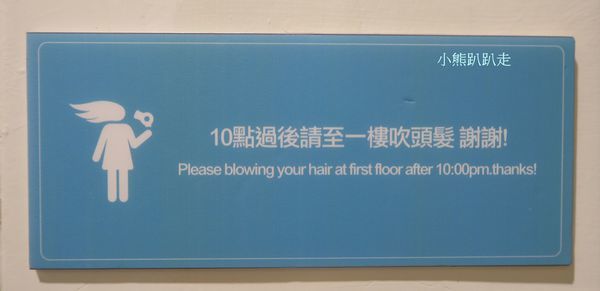 小熊趴趴走
10點過後請至一樓吹頭髮 謝謝!
Please blowing your hair at first floor after 10:00pm.thanks!